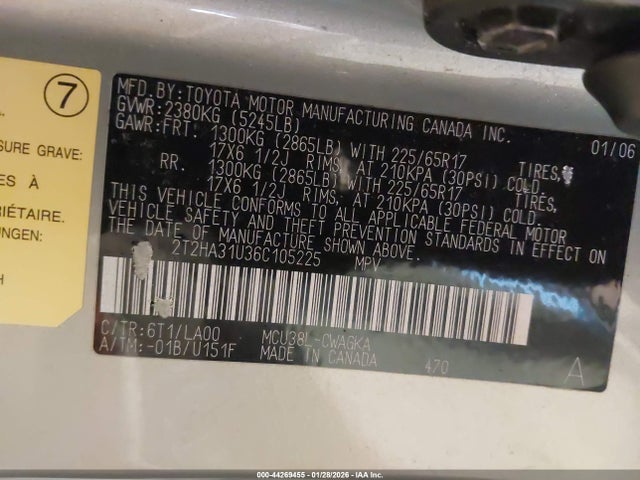 7
SURE GRAVE:
ÈS À
RIÉTAIRE.
UNGEN:
H
MFD.BY:TOYOTA MOTOR MANUFACTURING CANADA INC.
GVWR:2380KG (5245LB) 01/06
GAWR:FRT. 1300KG (2865LB) WITH 225/65R17 TIRES,
17X6 1/2J RIMS, AT 210KPA (30PSI) COLD.
RR. 1300KG (2865LB) WITH 225/65R17 TIRES,
17X6 1/2J RIMS, AT 210KPA (30PSI) COLD.
THIS VEHICLE CONFORMS TO ALL APPLICABLE FEDERAL MOTOR
VEHICLE SAFETY AND THEFT PREVENTION STANDARDS IN EFFECT ON
THE DATE OF MANUFACTURE SHOWN ABOVE.
2T2HA31U36C105225 MPV
C/TR:6T1/LA00 MCU38L-CWAGKA
A/TM:-01B/U151F MADE IN CANADA 470 A
000-44269455 - 01/28/2026 - IAA Inc.